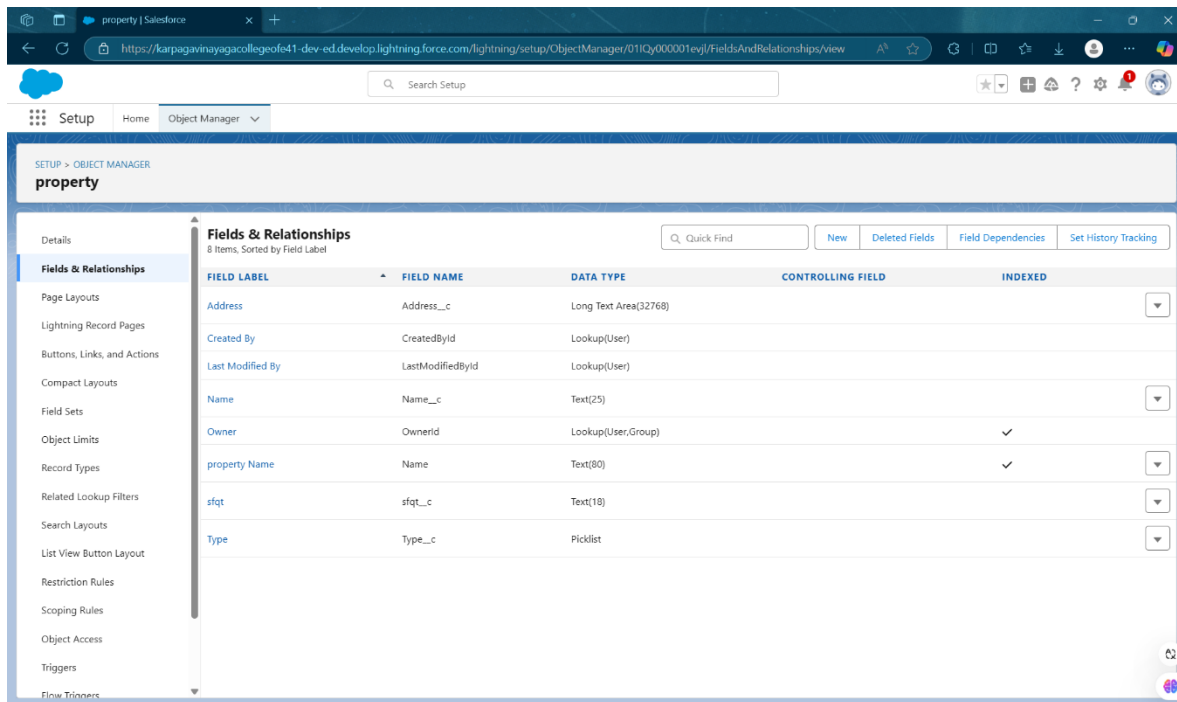 property | Salesforce
https://karpagavinayagacollegeofe41-dev-ed.develop.lightning.force.com/lightning/setup/ObjectManager/01IQy000001evjl/FieldsAndRelationships/view
Search Setup
1
Setup Home Object Manager
SETUP > OBJECT MANAGER
property
Details
Fields & Relationships
Page Layouts
Lightning Record Pages
Buttons, Links, and Actions
Compact Layouts
Field Sets
Object Limits
Record Types
Related Lookup Filters
Search Layouts
List View Button Layout
Restriction Rules
Scoping Rules
Object Access
Triggers
Flow Triggers
Fields & Relationships
8 Items, Sorted by Field Label
Quick Find New Deleted Fields Field Dependencies Set History Tracking
FIELD LABEL FIELD NAME DATA TYPE CONTROLLING FIELD INDEXED
Address Address__c Long Text Area(32768)
Created By CreatedById Lookup(User)
Last Modified By LastModifiedById Lookup(User)
Name Name__c Text(25)
Owner OwnerId Lookup(User,Group)
property Name Name Text(80)
sfqt sfqt__c Text(18)
Type Type__c Picklist